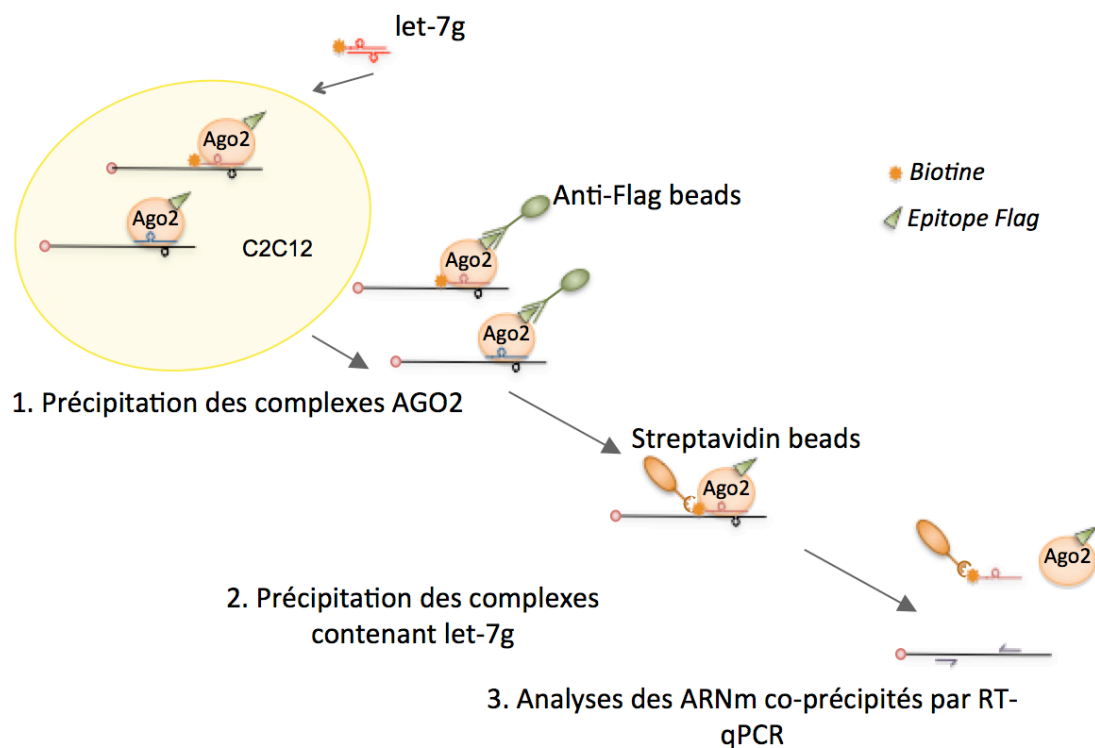 let-7g
Ago2
Ago2
C2C12
Biotine
Epitope Flag
Anti-Flag beads
Ago2
Ago2
1. Précipitation des complexes AGO2
Streptavidin beads
Ago2
Ago2
2. Précipitation des complexes
contenant let-7g
3. Analyses des ARNm co-précipités par RT-
qPCR